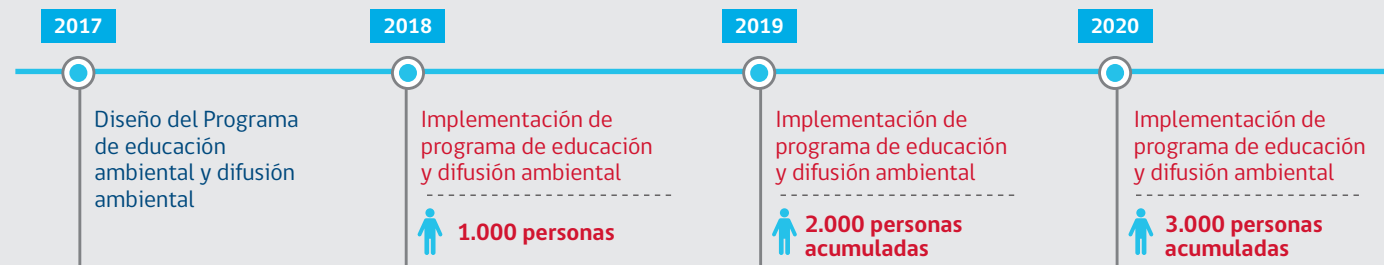 2017
Diseño del Programa
de educación
ambiental y difusión
ambiental
2018
Implementación de
programa de educación
y difusión ambiental
1.000 personas
2019
Implementación de
programa de educación
y difusión ambiental
2.000 personas
acumuladas
2020
Implementación de
programa de educación
y difusión ambiental
3.000 personas
acumuladas